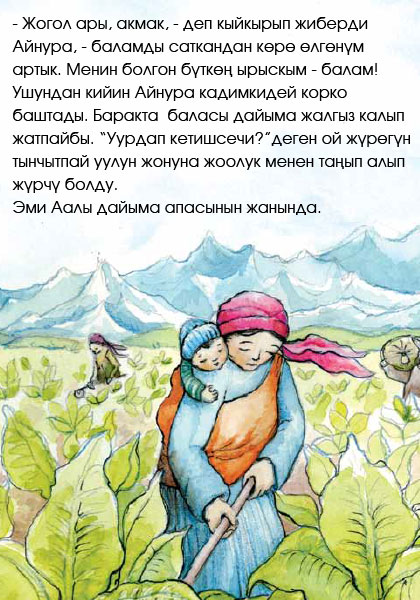 - Жогол ары, акмак, - деп кыйкырып жиберди
Айнура, - баламды саткандан көрө өлгөнүм
артык. Менин болгон бүткөң ырыскым - балам!
Ушундан кийин Айнура кадимкидей корко
баштады. Баракта  баласы дайыма жалгыз калып
жатпайбы. “Уурдап кетишсечи?”деген ой жүрөгүн
тынчытпай уулун жонуна жоолук менен таңып алып
жүрчү болду.
Эми Аалы дайыма апасынын жанында.